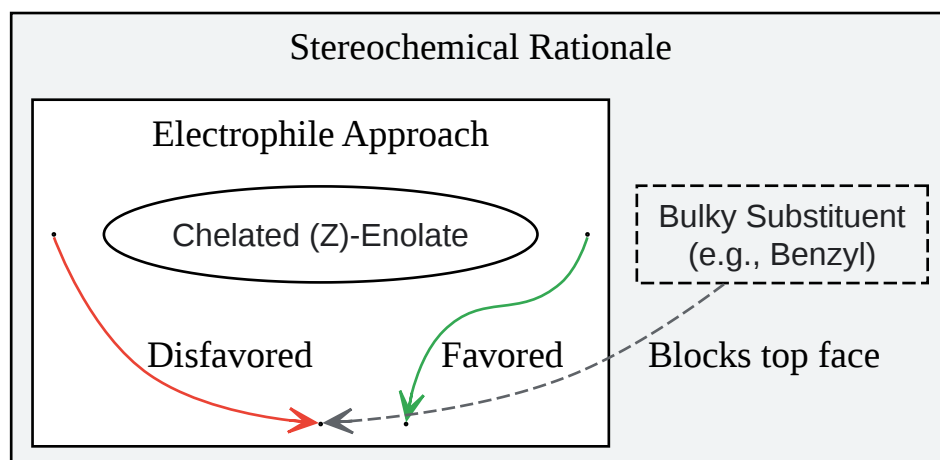 Stereochemical Rationale
Electrophile Approach
Chelated (Z)-Enolate
Bulky Substituent
(e.g., Benzyl)
Disfavored
Favored
Blocks top face